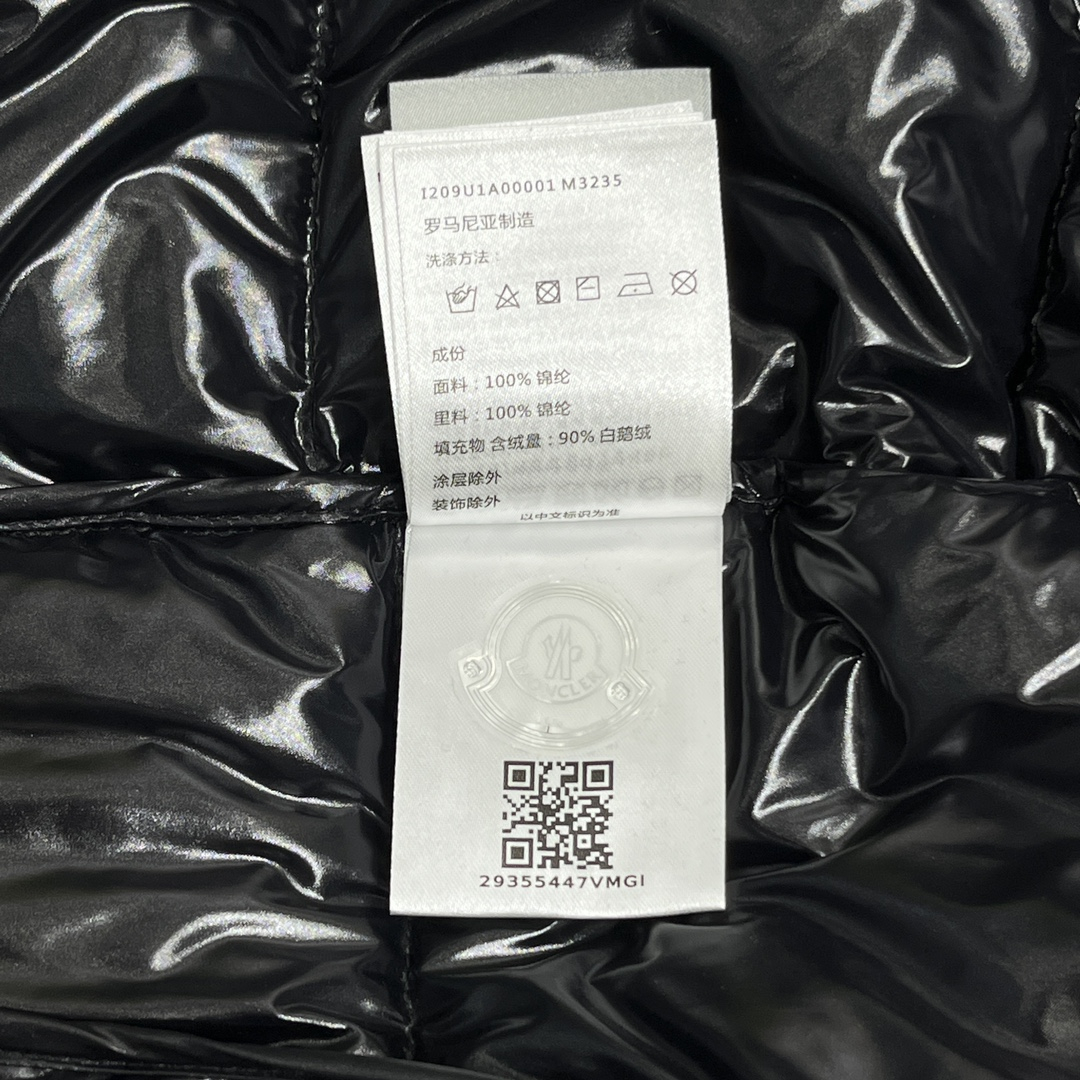 I209U1A00001 M3235
罗马尼亚制造
洗涤方法：
成份
面料：100% 锦纶
里料：100% 锦纶
填充物 含绒量：90% 白鹅绒
涂层除外
装饰除外
以中文标识为准
MONCLER
29355447VMGI